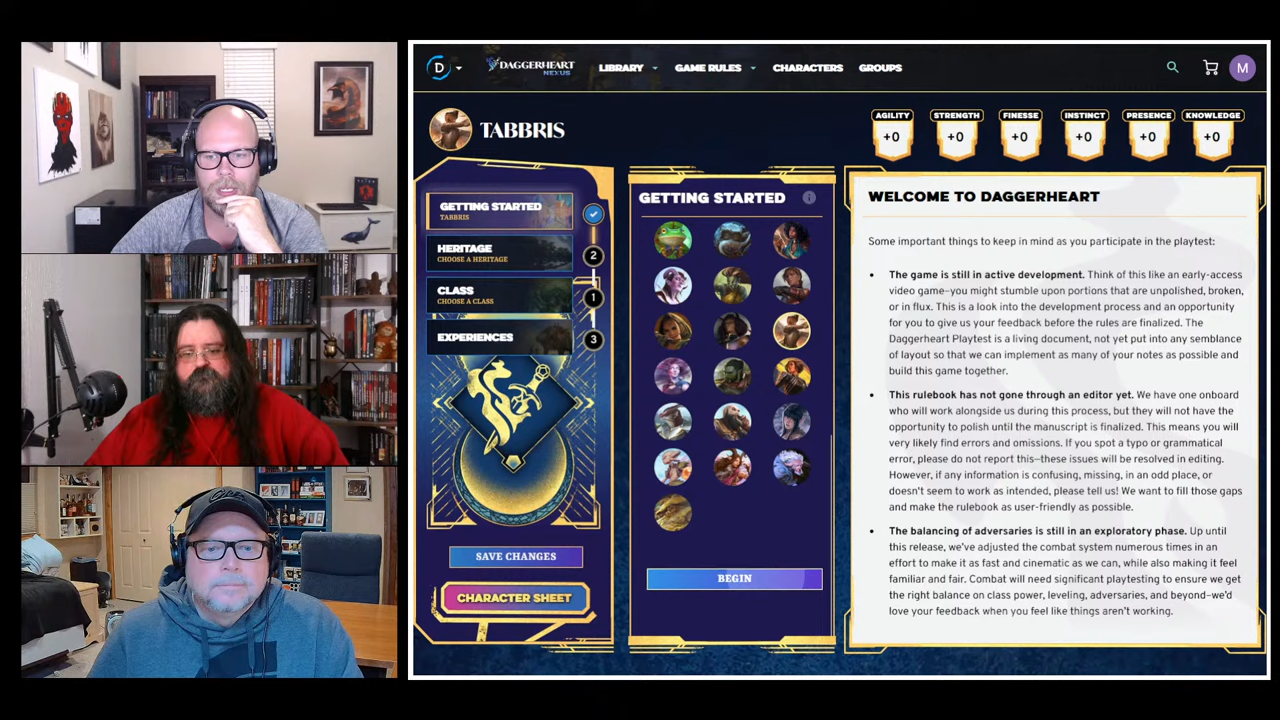 D
DAGGERHEART
NEXUS
LIBRARY
GAME RULES
CHARACTERS
GROUPS
M
TABBRIS
AGILITY
+0
STRENGTH
+0
FINESSE
+0
INSTINCT
+0
PRESENCE
+0
KNOWLEDGE
+0
GETTING STARTED
TABBRIS
HERITAGE
CHOOSE A HERITAGE
2
CLASS
CHOOSE A CLASS
1
EXPERIENCES
3
SAVE CHANGES
CHARACTER SHEET
GETTING STARTED
BEGIN
WELCOME TO DAGGERHEART
Some important things to keep in mind as you participate in the playtest:
• The game is still in active development. Think of this like an early-access
video game—you might stumble upon portions that are unpolished, broken,
or in flux. This is a look into the development process and an opportunity
for you to give us your feedback before the rules are finalized. The
Daggerheart Playtest is a living document, not yet put into any semblance
of layout so that we can implement as many of your notes as possible and
build this game together.
• This rulebook has not gone through an editor yet. We have one onboard
who will work alongside us during this process, but they will not have the
opportunity to polish until the manuscript is finalized. This means you will
very likely find errors and omissions. If you spot a typo or grammatical
error, please do not report this—these issues will be resolved in editing.
However, if any information is confusing, missing, in an odd place, or
doesn't seem to work as intended, please tell us! We want to fill those gaps
and make the rulebook as user-friendly as possible.
• The balancing of adversaries is still in an exploratory phase. Up until
this release, we've adjusted the combat system numerous times in an
effort to make it as fast and cinematic as we can, while also making it feel
familiar and fair. Combat will need significant playtesting to ensure we get
the right balance on class power, leveling, adversaries, and beyond—we'd
love your feedback when you feel like things aren't working.